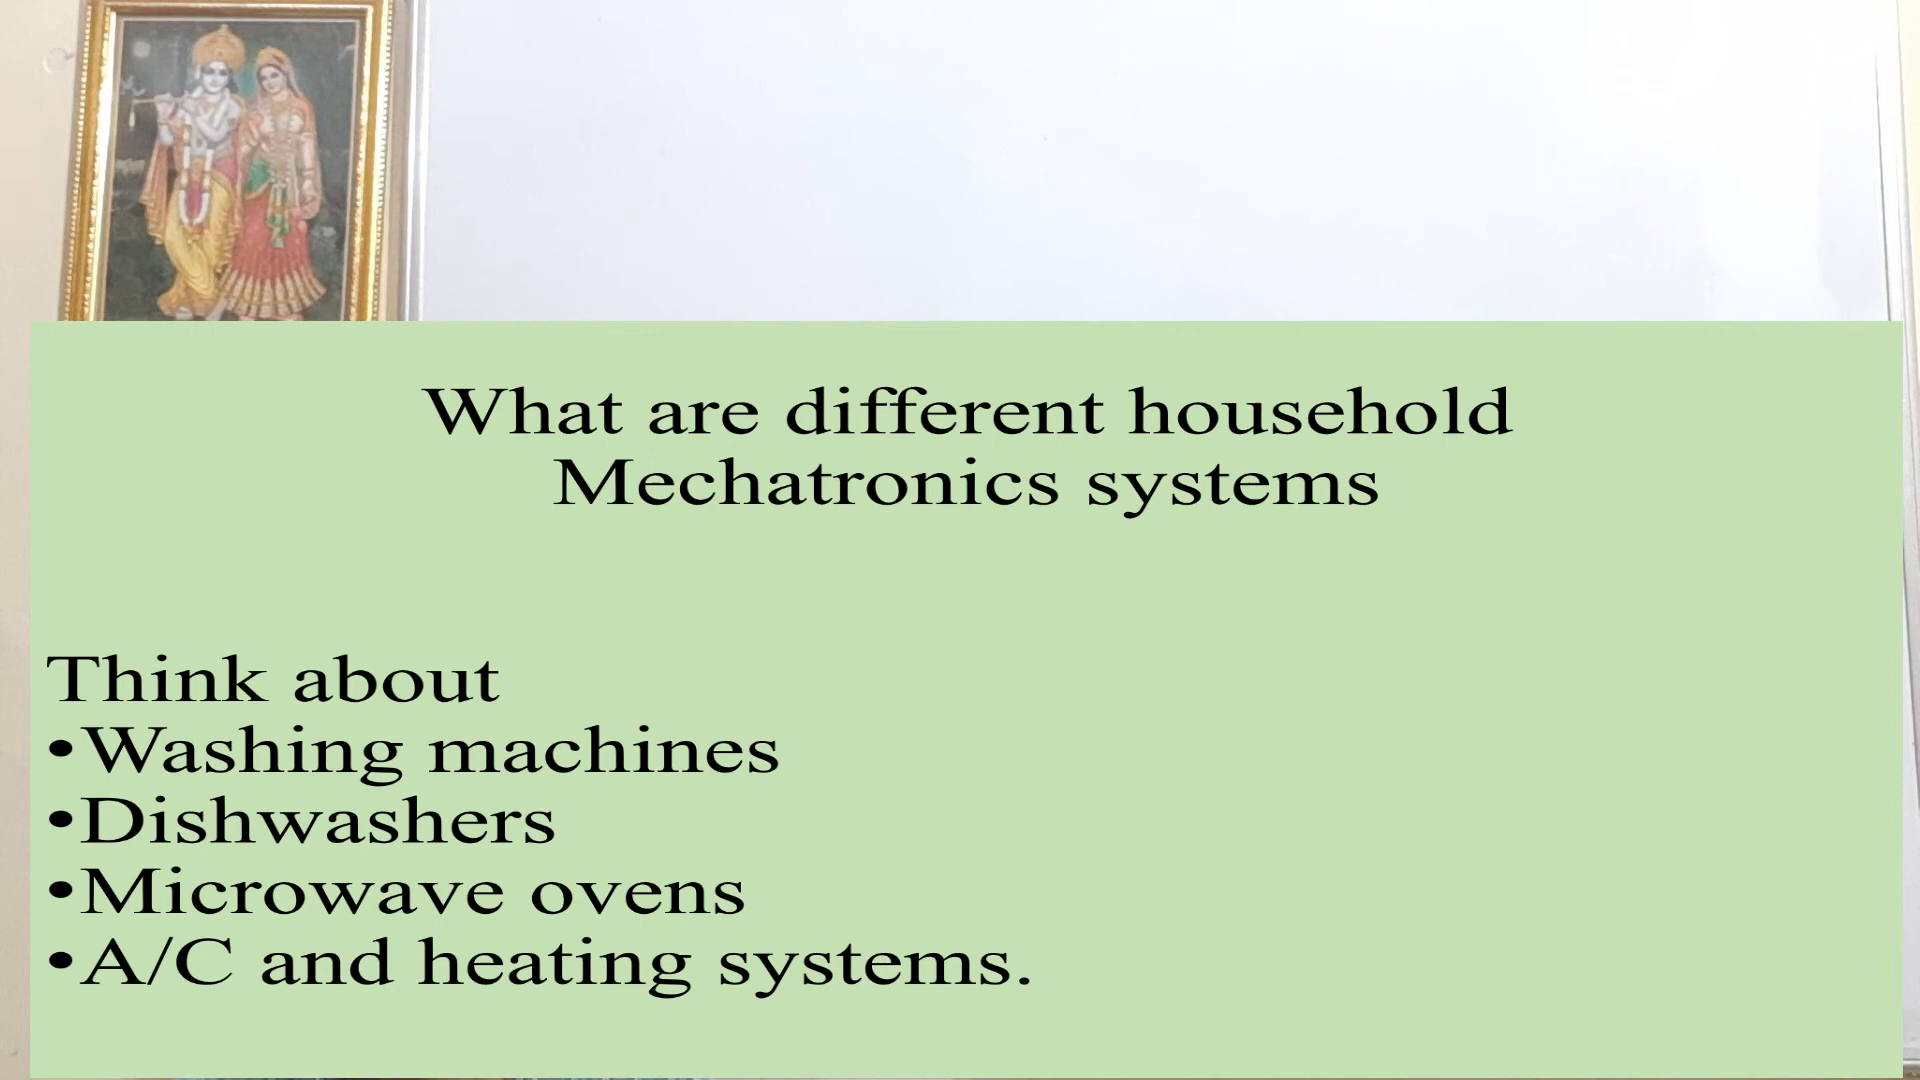 What are different household
Mechatronics systems
Think about
•Washing machines
•Dishwashers
•Microwave ovens
•A/C and heating systems.